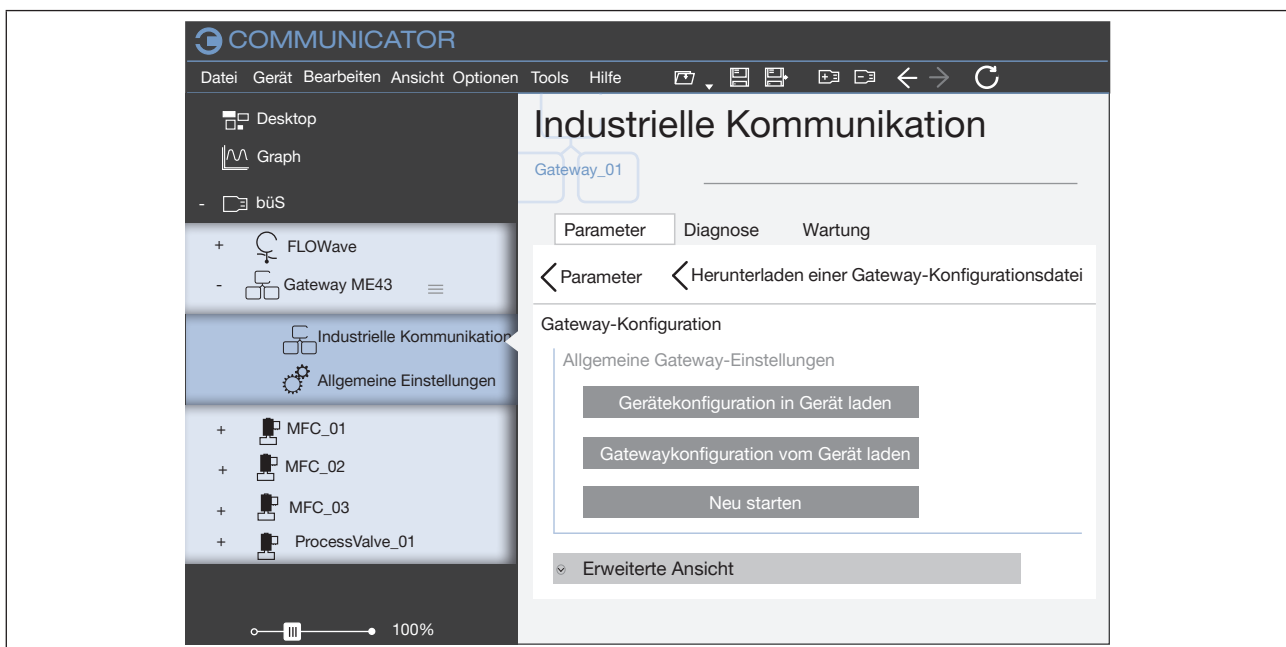 COMMUNICATOR
Datei Gerät Bearbeiten Ansicht Optionen Tools Hilfe
Desktop
Graph
- büS
+ FLOWave
- Gateway ME43
Industrielle Kommunikation
Allgemeine Einstellungen
+ MFC_01
+ MFC_02
+ MFC_03
+ ProcessValve_01
100%
Industrielle Kommunikation
Gateway_01
Parameter Diagnose Wartung
Parameter Herunterladen einer Gateway-Konfigurationsdatei
Gateway-Konfiguration
Allgemeine Gateway-Einstellungen
Gerätekonfiguration in Gerät laden
Gatewaykonfiguration vom Gerät laden
Neu starten
Erweiterte Ansicht